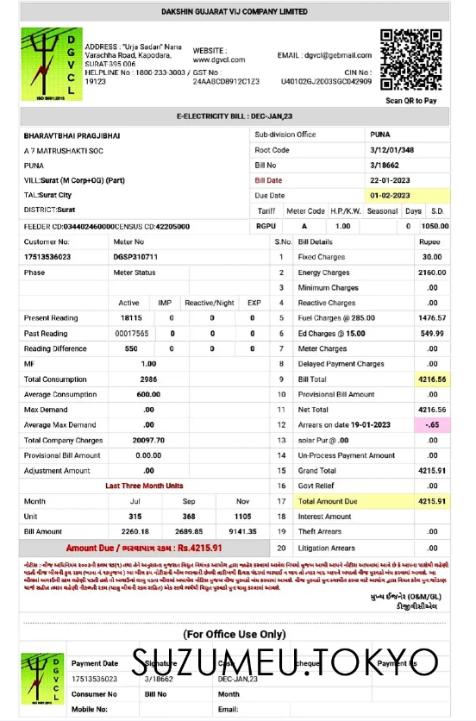 DAKSHIN GUJARAT VIJ COMPANY LIMITED
D G V C L
ISO 9001:2015
ADDRESS : "Urja Sadan" Nana Varachha Road, Kapodara, SURAT-395 006
HELPLINE No : 1800 233-3003 / 19123
WEBSITE : www.dgvcl.com
GST No : 24AABCD8912C1Z3
EMAIL : dgvcl@gebmail.com
CIN No : U40102GJ2003SGC042909
Scan QR to Pay
E-ELECTRICITY BILL : DEC-JAN,23
BHARAVTBHAI PRAGJIBHAI
A 7 MATRUSHAKTI SOC
PUNA
VILL:Surat (M Corp+OG) (Part)
TAL:Surat City
DISTRICT:Surat
Sub-division Office PUNA
Root Code 3/12/01/348
Bill No 3/18662
Bill Date 22-01-2023
Due Date 01-02-2023
Tariff Meter Code H.P./K.W. Seasonal Days S.D.
FEEDER CD:034402460000CENSUS CD:42205000 RGPU A 1.00 0 1050.00
Customer No: Meter No S.No. Bill Details Rupee
17513536023 DGSP310711 1 Fixed Charges 30.00
Phase Meter Status 2 Energy Charges 2160.00
3 Minimum Charges .00
Active IMP Reactive/Night EXP 4 Reactive Charges .00
Present Reading 18115 0 0 0 5 Fuel Charges @ 285.00 1476.57
Past Reading 00017565 0 0 0 6 Ed Charges @ 15.00 549.99
Reading Difference 550 0 0 0 7 Meter Charges .00
MF 1.00 8 Delayed Payment Charges .00
Total Consumption 2986 9 Bill Total 4216.56
Average Consumption 600.00 10 Provisional Bill Amount .00
Max Demand .00 11 Net Total 4216.56
Average Max Demand .00 12 Arrears on date 19-01-2023 -.65
Total Company Charges 20097.70 13 solar Pur@ .00 .00
Provisional Bill Amount 0.00.00 14 Un-Process Payment Amount .00
Adjustment Amount .00 15 Grand Total 4215.91
Last Three Month Units 16 Govt Relief .00
Month Jul Sep Nov 17 Total Amount Due 4215.91
Unit 315 368 1105 18 Interest Amount
Bill Amount 2260.18 2689.85 9141.35 19 Theft Arrears .00
Amount Due / ભરવાપાત્ર રકમ : Rs.4215.91 20 Litigation Arrears .00
મુખ્ય ઈજનેર (O&M/GL)
ડીજીવીસીએલ
(For Office Use Only)
D G V C L
Payment Date Signature
17513536023 3/18662 DEC-JAN,23
Consumer No Bill No Month
Mobile No: Email:
SUZUMEU.TOKYO